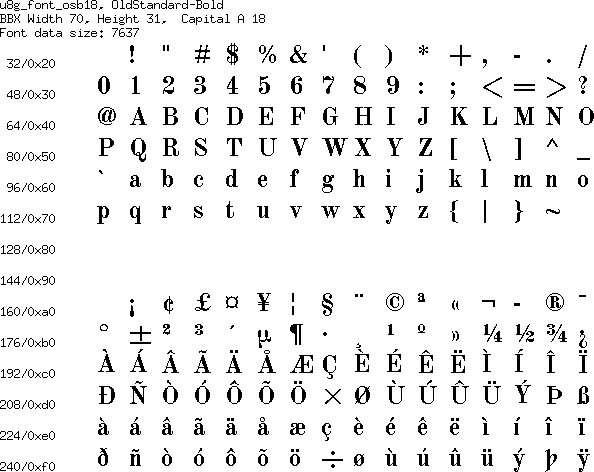 u8g_font_osb18, OldStandard-Bold
BBX Width 70, Height 31,  Capital A 18
Font data size: 7637
32/0x20 ! " # $ % & ' ( ) * + , - . /
48/0x30 0 1 2 3 4 5 6 7 8 9 : ; < = > ?
64/0x40 @ A B C D E F G H I J K L M N O
80/0x50 P Q R S T U V W X Y Z [ \ ] ^ _
96/0x60 ` a b c d e f g h i j k l m n o
112/0x70 p q r s t u v w x y z { | } ~
128/0x80
144/0x90
160/0xa0 ¡ ¢ £ ¤ ¥ ¦ § ¨ © ª « ¬ - ® ¯
176/0xb0 ° ± ² ³ ´ µ ¶ · ¸ ¹ º » ¼ ½ ¾ ¿
192/0xc0 À Á Â Ã Ä Å Æ Ç È É Ê Ë Ì Í Î Ï
208/0xd0 Ð Ñ Ò Ó Ô Õ Ö × Ø Ù Ú Û Ü Ý Þ ß
224/0xe0 à á â ã ä å æ ç è é ê ë ì í î ï
240/0xf0 ð ñ ò ó ô õ ö ÷ ø ù ú û ü ý þ ÿ